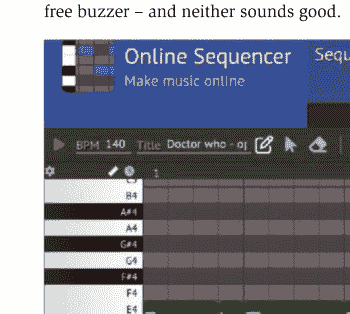 free buzzer – and neither sounds good.
Online Sequencer
Sequ
Make music online
BPM 140 Title Doctor who - o
1
B4
A#4
A4
G#4
G4
F#4
F4
E4